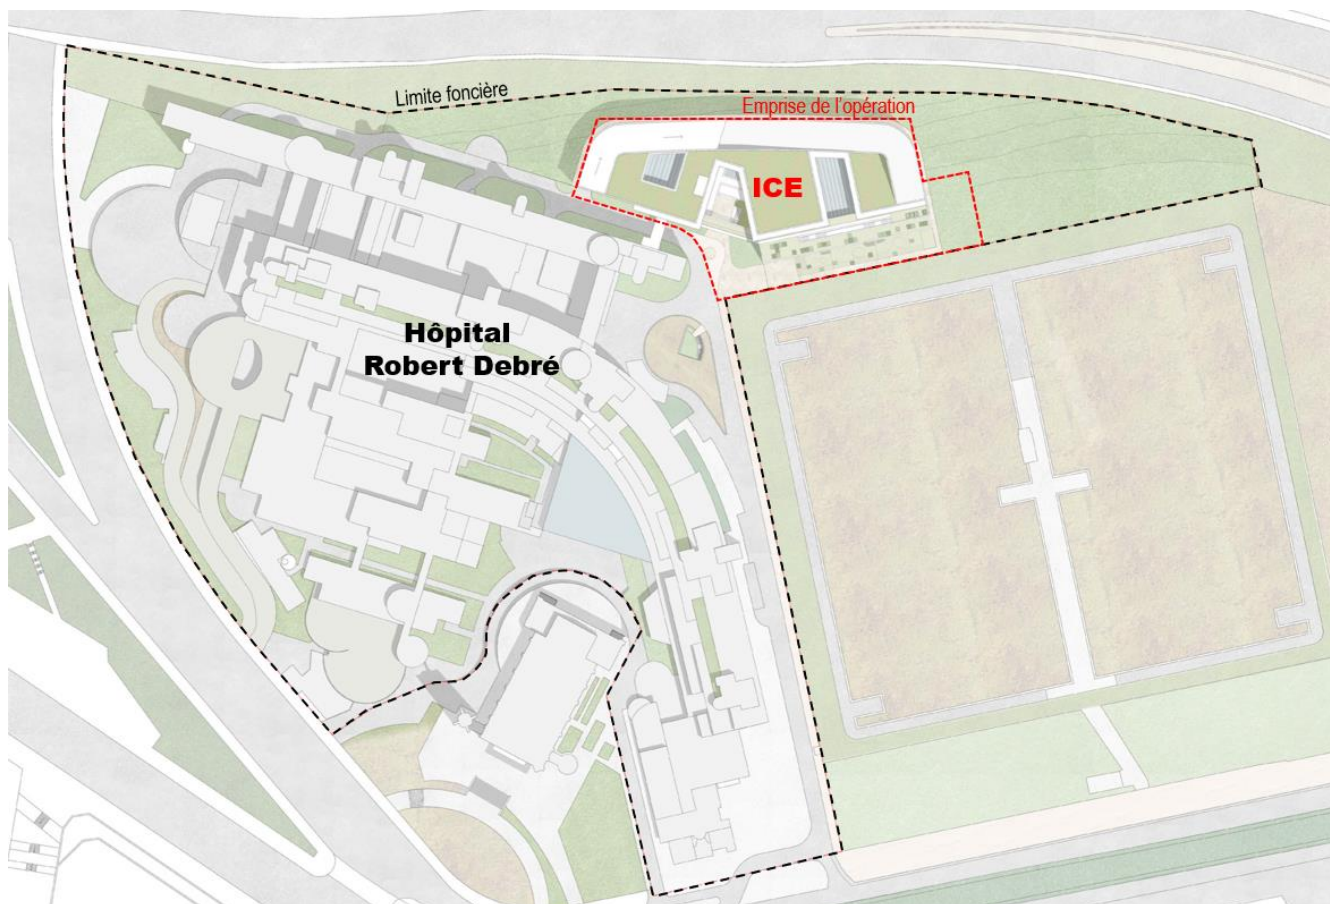 Limite foncière
Emprise de l'opération
ICE
Hôpital
Robert Debré